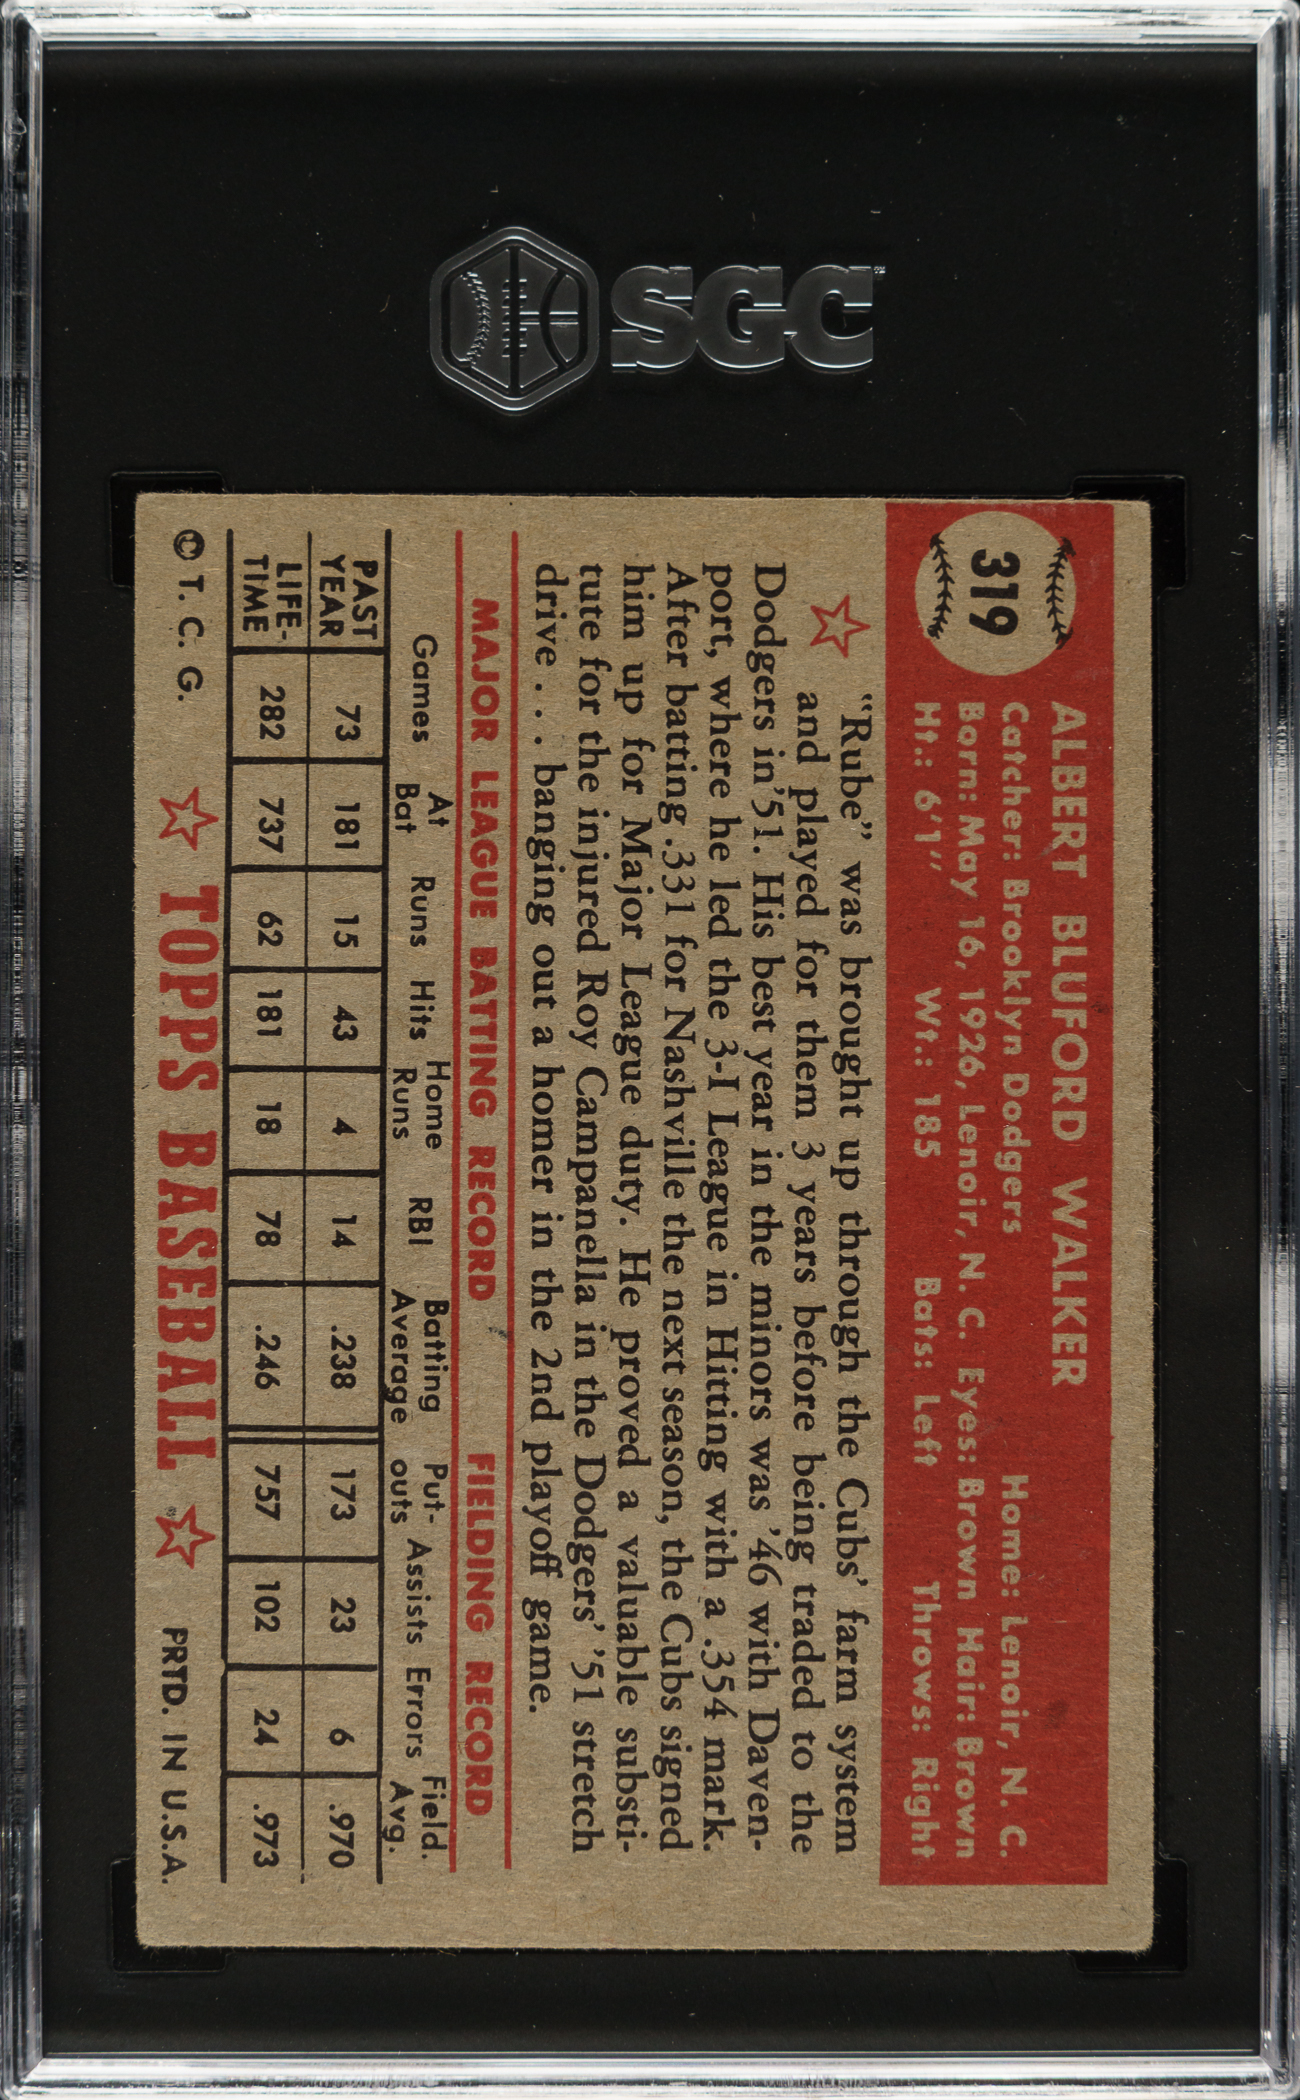 SGC
319
ALBERT BLUFORD WALKER
Catcher: Brooklyn Dodgers Home: Lenoir, N. C.
Born: May 16, 1926, Lenoir, N. C. Eyes: Brown Hair: Brown
Ht.: 6'1" Wt.: 185 Bats: Left Throws: Right
"Rube" was brought up through the Cubs' farm system
and played for them 3 years before being traded to the
Dodgers in '51. His best year in the minors was '46 with Daven-
port, where he led the 3-I League in Hitting with a .354 mark.
After batting .331 for Nashville the next season, the Cubs signed
him up for Major League duty. He proved a valuable substi-
tute for the injured Roy Campanella in the Dodgers' '51 stretch
drive . . . banging out a homer in the 2nd playoff game.
MAJOR LEAGUE BATTING RECORD FIELDING RECORD
Games At Bat Runs Hits Home Runs RBI Batting Average Put-outs Assists Errors Field. Avg.
PAST YEAR 73 181 15 43 4 14 .238 173 23 6 .970
LIFE-TIME 282 737 62 181 18 78 .246 757 102 24 .973
© T. C. G. TOPPS BASEBALL PRTD. IN U.S.A.